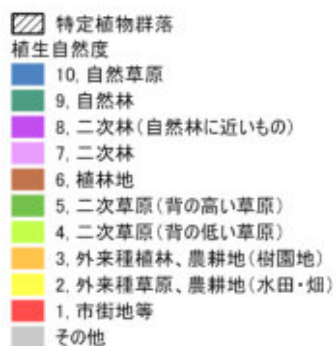 特定植物群落
植生自然度
10, 自然草原
9, 自然林
8, 二次林(自然林に近いもの)
7, 二次林
6, 植林地
5, 二次草原(背の高い草原)
4, 二次草原(背の低い草原)
3, 外来種植林、農耕地(樹園地)
2, 外来種草原、農耕地(水田・畑)
1, 市街地等
その他